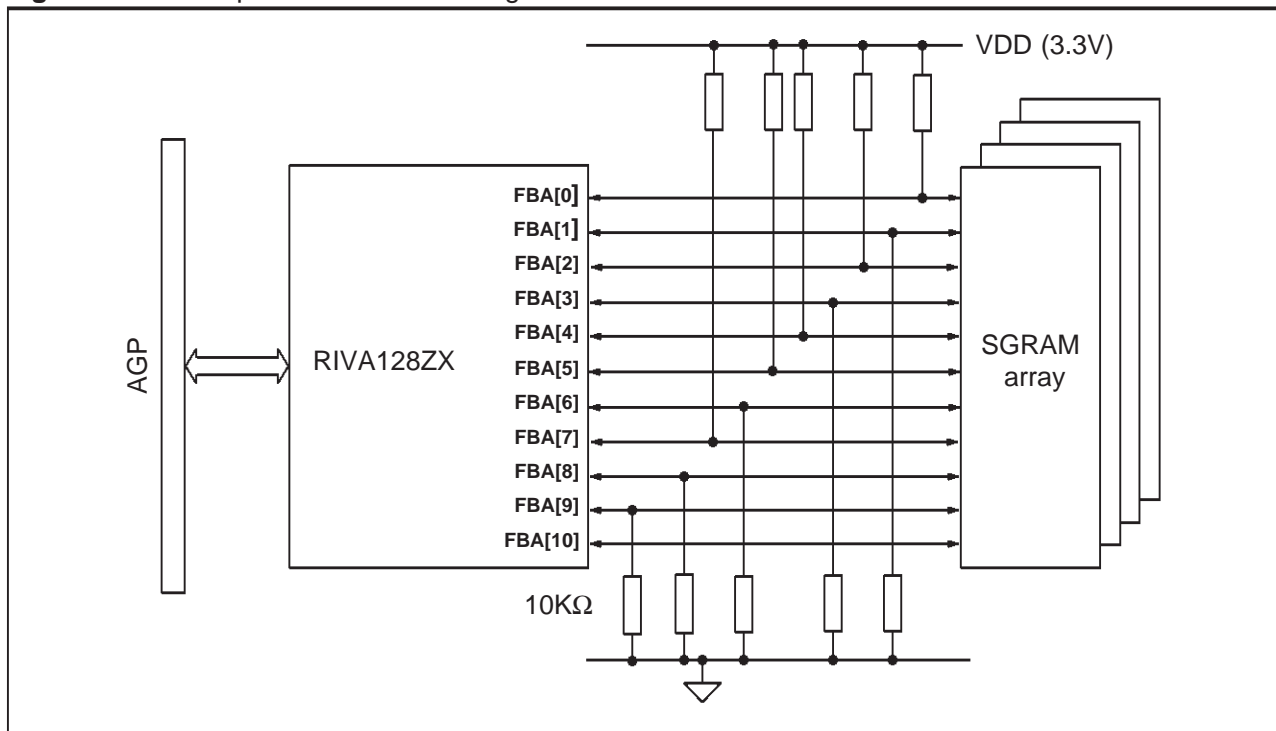 VDD (3.3V)
FBA[0]
FBA[1]
FBA[2]
FBA[3]
FBA[4]
FBA[5]
FBA[6]
FBA[7]
FBA[8]
FBA[9]
FBA[10]
AGP
RIVA128ZX
SGRAM
array
10KΩ